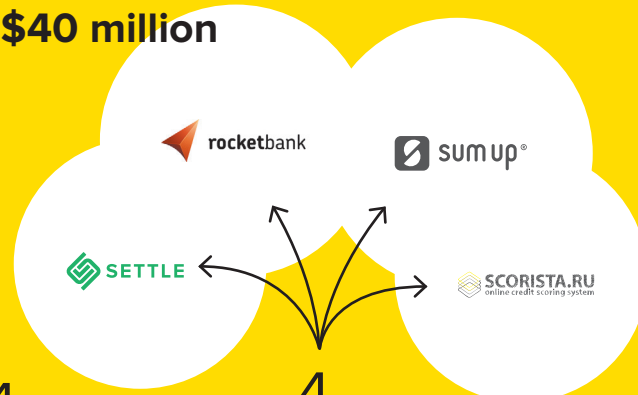 $40 million
rocketbank
sum up®
SETTLE
SCORISTA.RU
online credit scoring system
4